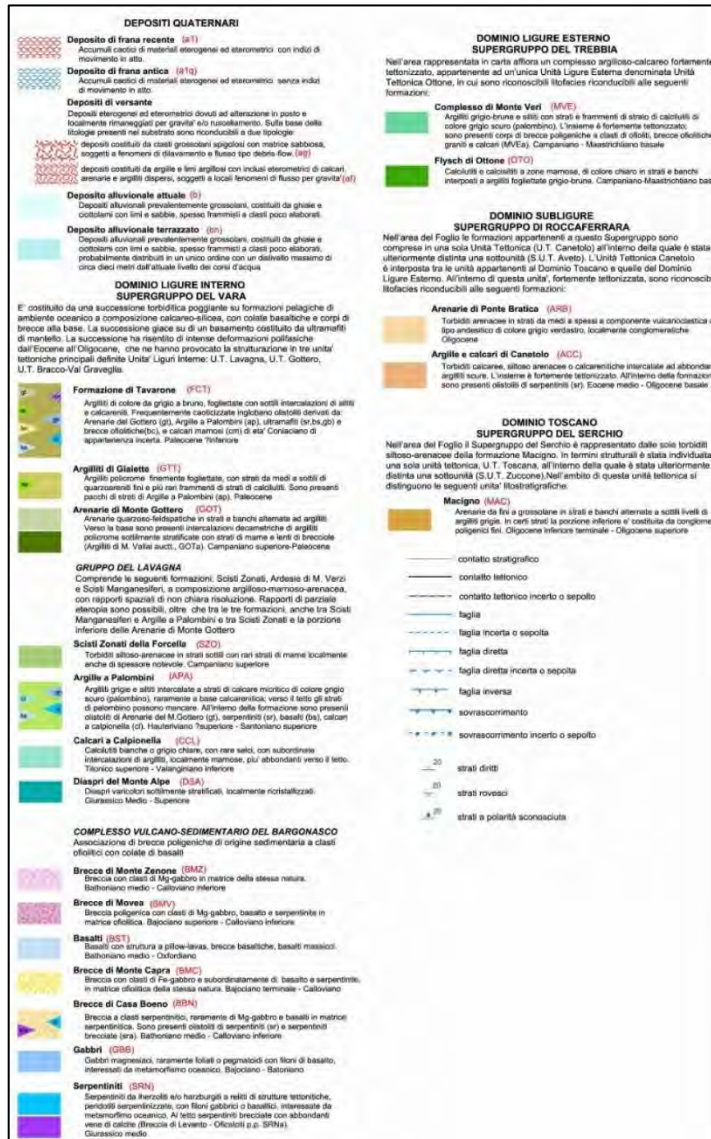 DEPOSITI QUATERNARI
Deposito di frana recente (a1)
Accumuli caotici di materiali eterogenei ed eterometrici con indizi di
movimento in atto.
Deposito di frana antica (a1q)
Accumuli caotici di materiali eterogenei ed eterometrici senza indizi
di movimento in atto.
Depositi di versante
Depositi eterogenei ed eterometrici dovuti ad alterazione in posto e
localmente rimaneggiati per gravita' e/o ruscellamento. Sulla base delle
litologie presenti nel substrato sono riconducibili a due tipologie:
depositi costituiti da clasti grossolani spigolosi con matrice sabbiosa,
soggetti a fenomeni di dilavamento e flusso tipo debris-flow. (ag)
depositi costituiti da argille e limi argillosi con inclusi eterometrici di calcari,
arenarie e argilliti dispersi, soggetti a locali fenomeni di flusso per gravita' (af)
Deposito alluvionale attuale (b)
Depositi alluvionali prevalentemente grossolani, costituiti da ghiaie e
ciottolami con limi e sabbie, spesso frammisti a clasti poco elaborati.
Deposito alluvionale terrazzato (bn)
Depositi alluvionali prevalentemente grossolani, costituiti da ghiaie e
ciottolami con limi e sabbie, spesso frammisti a clasti poco elaborati,
probabilmente distribuiti in un unico ordine con un dislivello massimo di
circa dieci metri dall'attuale livello dei corsi d'acqua
DOMINIO LIGURE INTERNO
SUPERGRUPPO DEL VARA
E' costituito da una successione torbiditica poggiante su formazioni pelagiche di
ambiente oceanico a composizione calcareo-silicea, con colate basaltiche e corpi di
brecce alla base. La successione giace su di un basamento costituito da ultramafiti
di mantello. La successione ha risentito di intense deformazioni polifasiche
dall'Eocene all'Oligocene, che ne hanno provocato la strutturazione in tre unita'
tettoniche principali definite Unita' Liguri Interne: U.T. Lavagna, U.T. Gottero,
U.T. Bracco-Val Graveglia.
Formazione di Tavarone (FCT)
Argilliti di colore da grigio a bruno, fogliettate con sottili intercalazioni di siltiti
e calcareniti. Frequentemente caoticizzate inglobano olistoliti derivati da:
Arenarie del Gottero (gt), Argille a Palombini (ap), ultramafiti (sr,bs,gb) e
brecce ofiolitiche(bc), e calcari marnosi (cm) di eta' Coniaciano di
appartenenza incerta. Paleocene ?inferiore
Argilliti di Giaiette (GTT)
Argilliti policrome finemente fogliettate, con strati da medi a sottili di
quarzoareniti fini e più rari frammenti di strati di calcilutiti. Sono presenti
pacchi di strati di Argille a Palombini (ap). Paleocene
Arenarie di Monte Gottero (GOT)
Arenarie quarzoso-feldspatiche in strati e banchi alternate ad argilliti
Verso la base sono presenti intercalazioni decametriche di argilliti
policrome sottilmente stratificate con strati di marne e lenti di brecciole
(Argilliti di M. Vallai auctt., GOTa). Campaniano superiore-Paleocene
GRUPPO DEL LAVAGNA
Comprende le seguenti formazioni: Scisti Zonati, Ardesie di M. Verzi
e Scisti Manganesiferi, a composizione argilloso-marnoso-arenacea,
con rapporti spaziali di non chiara risoluzione. Rapporti di parziale
eteropia sono possibili, oltre che tra le tre formazioni, anche tra Scisti
Manganesiferi e Argille a Palombini e tra Scisti Zonati e la porzione
inferiore delle Arenarie di Monte Gottero
Scisti Zonati della Forcella (SZO)
Torbiditi siltoso-arenacee in strati sottili con rari strati di marne localmente
anche di spessore notevole. Campaniano superiore
Argille a Palombini (APA)
Argilliti grigie e siltiti intercalate a strati di calcare micritico di colore grigio
scuro (palombino), raramente a base calcarenitica; verso il tetto gli strati
di palombino possono mancare. All'interno della formazione sono presenti
olistoliti di Arenarie del M.Gottero (gt), serpentiniti (sr), basalti (bs), calcari
a calpionella (cl). Hauteriviano ?superiore - Santoniano superiore
Calcari a Calpionella (CCL)
Calcilutiti bianche o grigio chiare, con rare selci, con subordinate
intercalazioni di argilliti, localmente marnose, piu' abbondanti verso il tetto.
Titonico superiore - Valanginiano inferiore
Diaspri del Monte Alpe (DSA)
Diaspri varicolori sottilmente stratificati, localmente ricristallizzati.
Giurassico Medio - Superiore
COMPLESSO VULCANO-SEDIMENTARIO DEL BARGONASCO
Associazione di brecce poligeniche di origine sedimentaria a clasti
ofiolitici con colate di basalti
Brecce di Monte Zenone (BMZ)
Breccia con clasti di Mg-gabbro in matrice della stessa natura.
Bathoniano medio - Calloviano inferiore
Brecce di Movea (BMV)
Breccia poligenica con clasti di Mg-gabbro, basalto e serpentinite in
matrice ofiolitica. Bajociano superiore - Calloviano inferiore
Basalti (BST)
Basalti con struttura a pillow-lavas, brecce basaltiche, basalti massicci.
Bathoniano medio - Oxfordiano
Brecce di Monte Capra (BMC)
Breccia con clasti di Fe-gabbro e subordinatamente di basalto e serpentinite,
in matrice ofiolitica della stessa natura. Bajociano terminale - Calloviano
Brecce di Casa Boeno (BBN)
Breccia a clasti serpentinitici, raramente di Mg-gabbro e basalti in matrice
serpentinitica. Sono presenti olistoliti di serpentiniti (sr) e serpentiniti
brecciate (sra). Bathoniano medio - Calloviano inferiore
Gabbri (GBB)
Gabbri magnesiaci, raramente foliati o pegmatoidi con filoni di basalto,
interessati da metamorfismo oceanico. Bajociano - Batoniano
Serpentiniti (SRN)
Serpentiniti da lherzoliti e/o harzburgiti a relitti di strutture tettonitiche,
peridotiti serpentinizzate, con filoni gabbrici o basaltici, interessate da
metamorfismo oceanico. Al tetto serpentiniti brecciate con abbondanti
vene di calcite (Breccia di Levanto - Oficalciti p.p. SRNa).
Giurassico medio
DOMINIO LIGURE ESTERNO
SUPERGRUPPO DEL TREBBIA
Nell'area rappresentata in carta affiora un complesso argilloso-calcareo fortemente
tettonizzato, appartenente ad un'unica Unità Ligure Esterna denominata Unità
Tettonica Ottone, in cui sono riconoscibili litofacies riconducibili alle seguenti
formazioni:
Complesso di Monte Veri (MVE)
Argilliti grigio-brune e siltiti con strati e frammenti di strato di calcilutiti di
colore grigio scuro (palombino). L'insieme è fortemente tettonizzato;
sono presenti corpi di brecce poligeniche a clasti di ofioliti, brecce ofiolitiche
graniti e calcari (MVEa). Campaniano - Maastrichtiano basale
Flysch di Ottone (OTO)
Calcilutiti e calcisiltiti a zone marnose, di colore chiaro in strati e banchi
interposti a argilliti fogliettate grigio-brune. Campaniano-Maastrichtiano bas
DOMINIO SUBLIGURE
SUPERGRUPPO DI ROCCAFERRARA
Nell'area del Foglio le formazioni appartenenti a questo Supergruppo sono
comprese in una sola Unità Tettonica (U.T. Canetolo) all'interno della quale è stata
ulteriormente distinta una sottounità (S.U.T. Aveto). L'Unità Tettonica Canetolo
è interposta tra le unità appartenenti al Dominio Toscano e quelle del Dominio
Ligure Esterno. All'interno di questa unita', fortemente tettonizzata, sono riconoscib
litofacies riconducibili alle seguenti formazioni:
Arenarie di Ponte Bratica (ARB)
Torbiditi arenacee in strati da medi a spessi a componente vulcanoclastica
tipo andesitico di colore grigio verdastro, localmente conglomeratiche
Oligocene
Argille e calcari di Canetolo (ACC)
Torbiditi calcaree, siltoso arenacee o calcarenitiche intercalate ad abbondan
argilliti scure. L'insieme è fortemente tettonizzato. All'interno della formazion
sono presenti olistoliti di serpentiniti (sr). Eocene medio - Oligocene basale
DOMINIO TOSCANO
SUPERGRUPPO DEL SERCHIO
Nell'area del Foglio il Supergruppo del Serchio è rappresentato dalle sole torbiditi
siltoso-arenacee della formazione Macigno. In termini strutturali è stata individuata
una sola unità tettonica, U.T. Toscana, all'interno della quale è stata ulteriormente
distinta una sottounità (S.U.T. Zuccone).Nell'ambito di questa unità tettonica si
distinguono le seguenti unita' litostratigrafiche:
Macigno (MAC)
Arenarie da fini a grossolane in strati e banchi alternate a sottili livelli di
argilliti grigie. In certi strati la porzione inferiore e' costituita da conglome
poligenici fini. Oligocene inferiore terminale - Oligocene superiore
contatto stratigrafico
contatto tettonico
contatto tettonico incerto o sepolto
faglia
faglia incerta o sepolta
faglia diretta
faglia diretta incerta o sepolta
faglia inversa
sovrascorrimento
sovrascorrimento incerto o sepolto
20 strati diritti
20 strati rovesci
20 strati a polarità sconosciuta